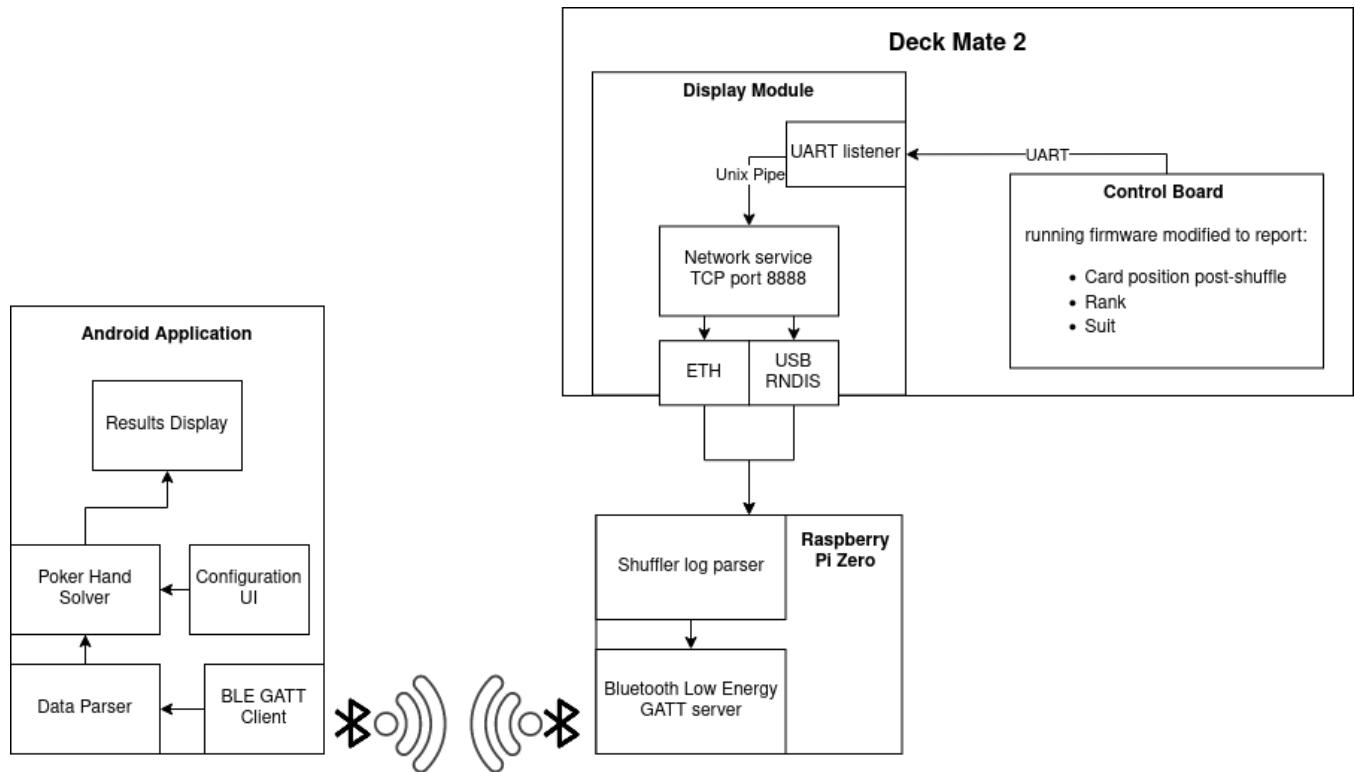 Deck Mate 2
Display Module
UART listener
UART
Unix Pipe
Control Board
running firmware modified to report:
Card position post-shuffle
Rank
Suit
Network service
TCP port 8888
ETH
USB
RNDIS
Android Application
Results Display
Poker Hand
Solver
Configuration
UI
Data Parser
BLE GATT
Client
Shuffler log parser
Raspberry
Pi Zero
Bluetooth Low Energy
GATT server